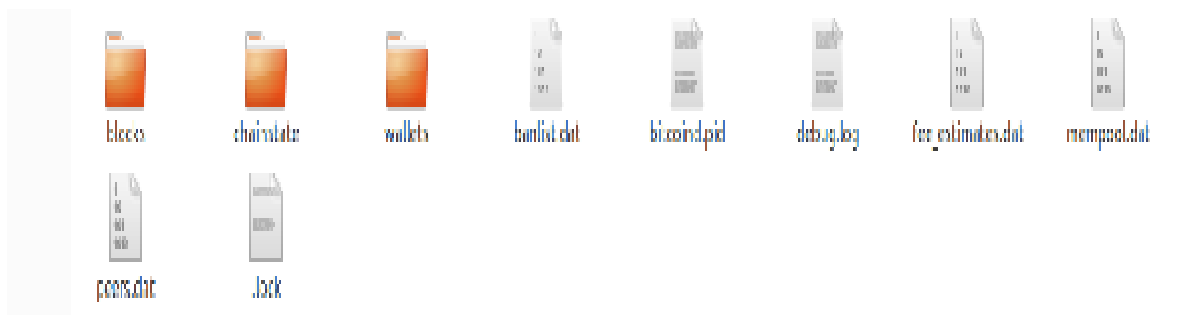 blocks chainstate wallets banlist.dat bitcoind.pid debug.log fee_estimates.dat mempool.dat
peers.dat .lock